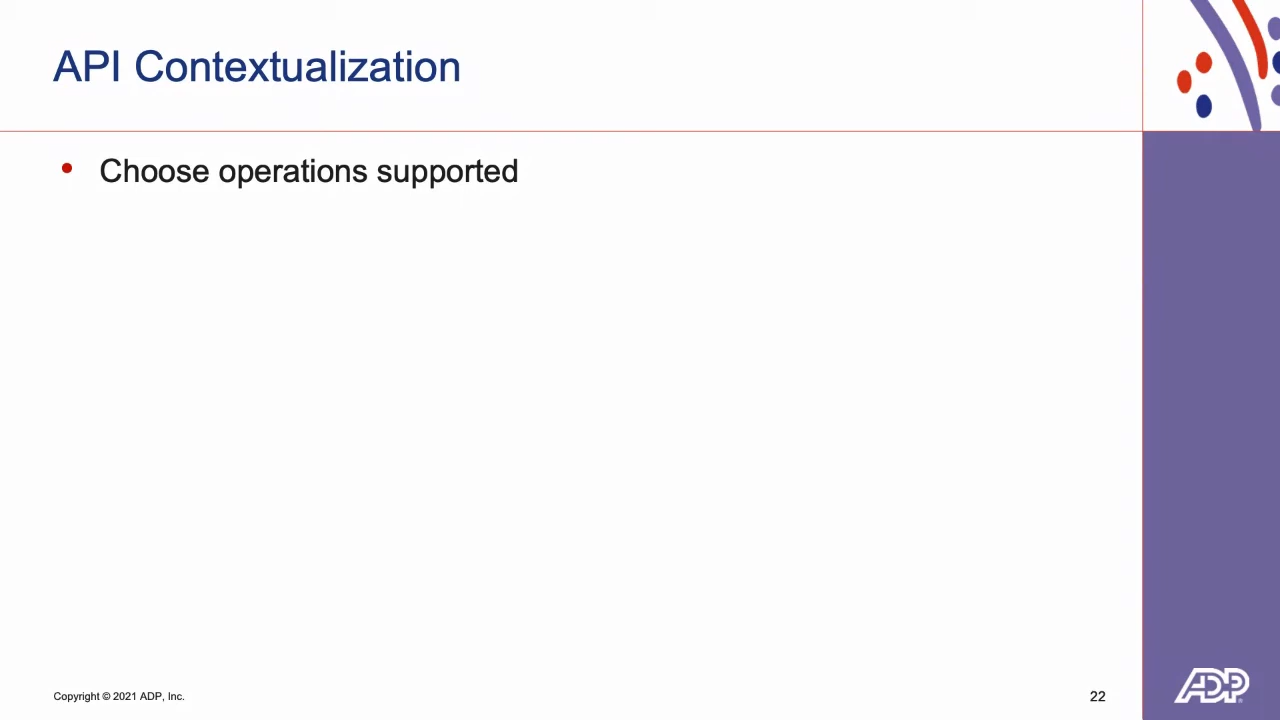 API Contextualization
• Choose operations supported
Copyright © 2021 ADP, Inc.
22
ADP